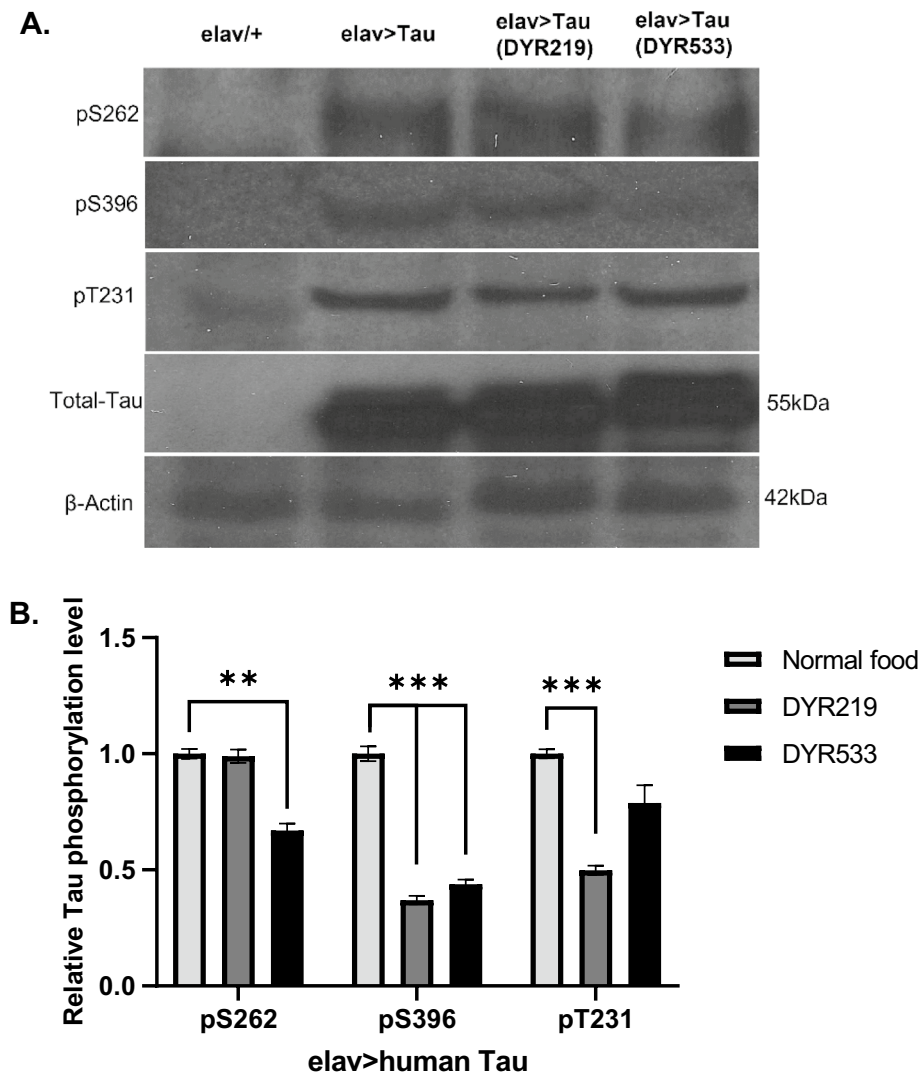 A.
elav/+ elav>Tau elav>Tau (DYR219) elav>Tau (DYR533)
pS262
pS396
pT231
Total-Tau 55kDa
β-Actin 42kDa
B.
Relative Tau phosphorylation level
1.5
1.0
0.5
0.0
** *** ***
Normal food
DYR219
DYR533
pS262 pS396 pT231
elav>human Tau